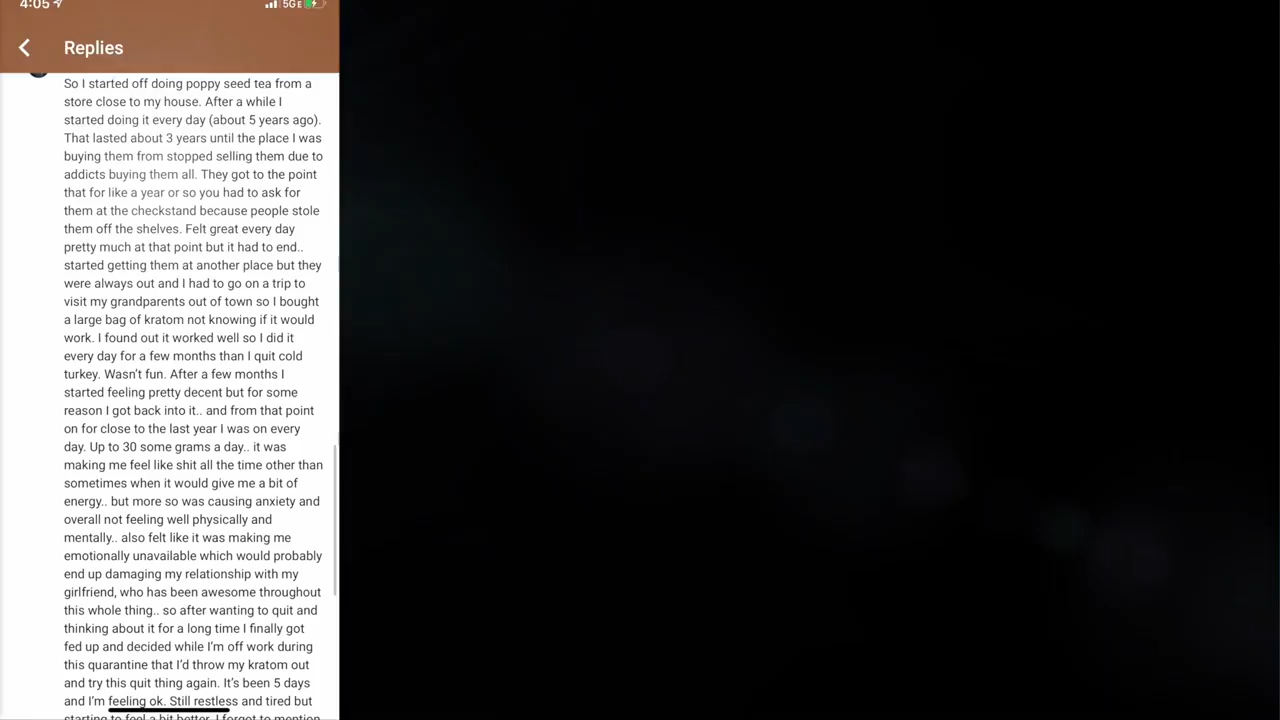 4:05
5GE
Replies
So I started off doing poppy seed tea from a
store close to my house. After a while I
started doing it every day (about 5 years ago).
That lasted about 3 years until the place I was
buying them from stopped selling them due to
addicts buying them all. They got to the point
that for like a year or so you had to ask for
them at the checkstand because people stole
them off the shelves. Felt great every day
pretty much at that point but it had to end..
started getting them at another place but they
were always out and I had to go on a trip to
visit my grandparents out of town so I bought
a large bag of kratom not knowing if it would
work. I found out it worked well so I did it
every day for a few months than I quit cold
turkey. Wasn't fun. After a few months I
started feeling pretty decent but for some
reason I got back into it.. and from that point
on for close to the last year I was on every
day. Up to 30 some grams a day.. it was
making me feel like shit all the time other than
sometimes when it would give me a bit of
energy.. but more so was causing anxiety and
overall not feeling well physically and
mentally.. also felt like it was making me
emotionally unavailable which would probably
end up damaging my relationship with my
girlfriend, who has been awesome throughout
this whole thing.. so after wanting to quit and
thinking about it for a long time I finally got
fed up and decided while I'm off work during
this quarantine that I'd throw my kratom out
and try this quit thing again. It's been 5 days
and I'm feeling ok. Still restless and tired but
starting to feel a bit better. I forgot to mention